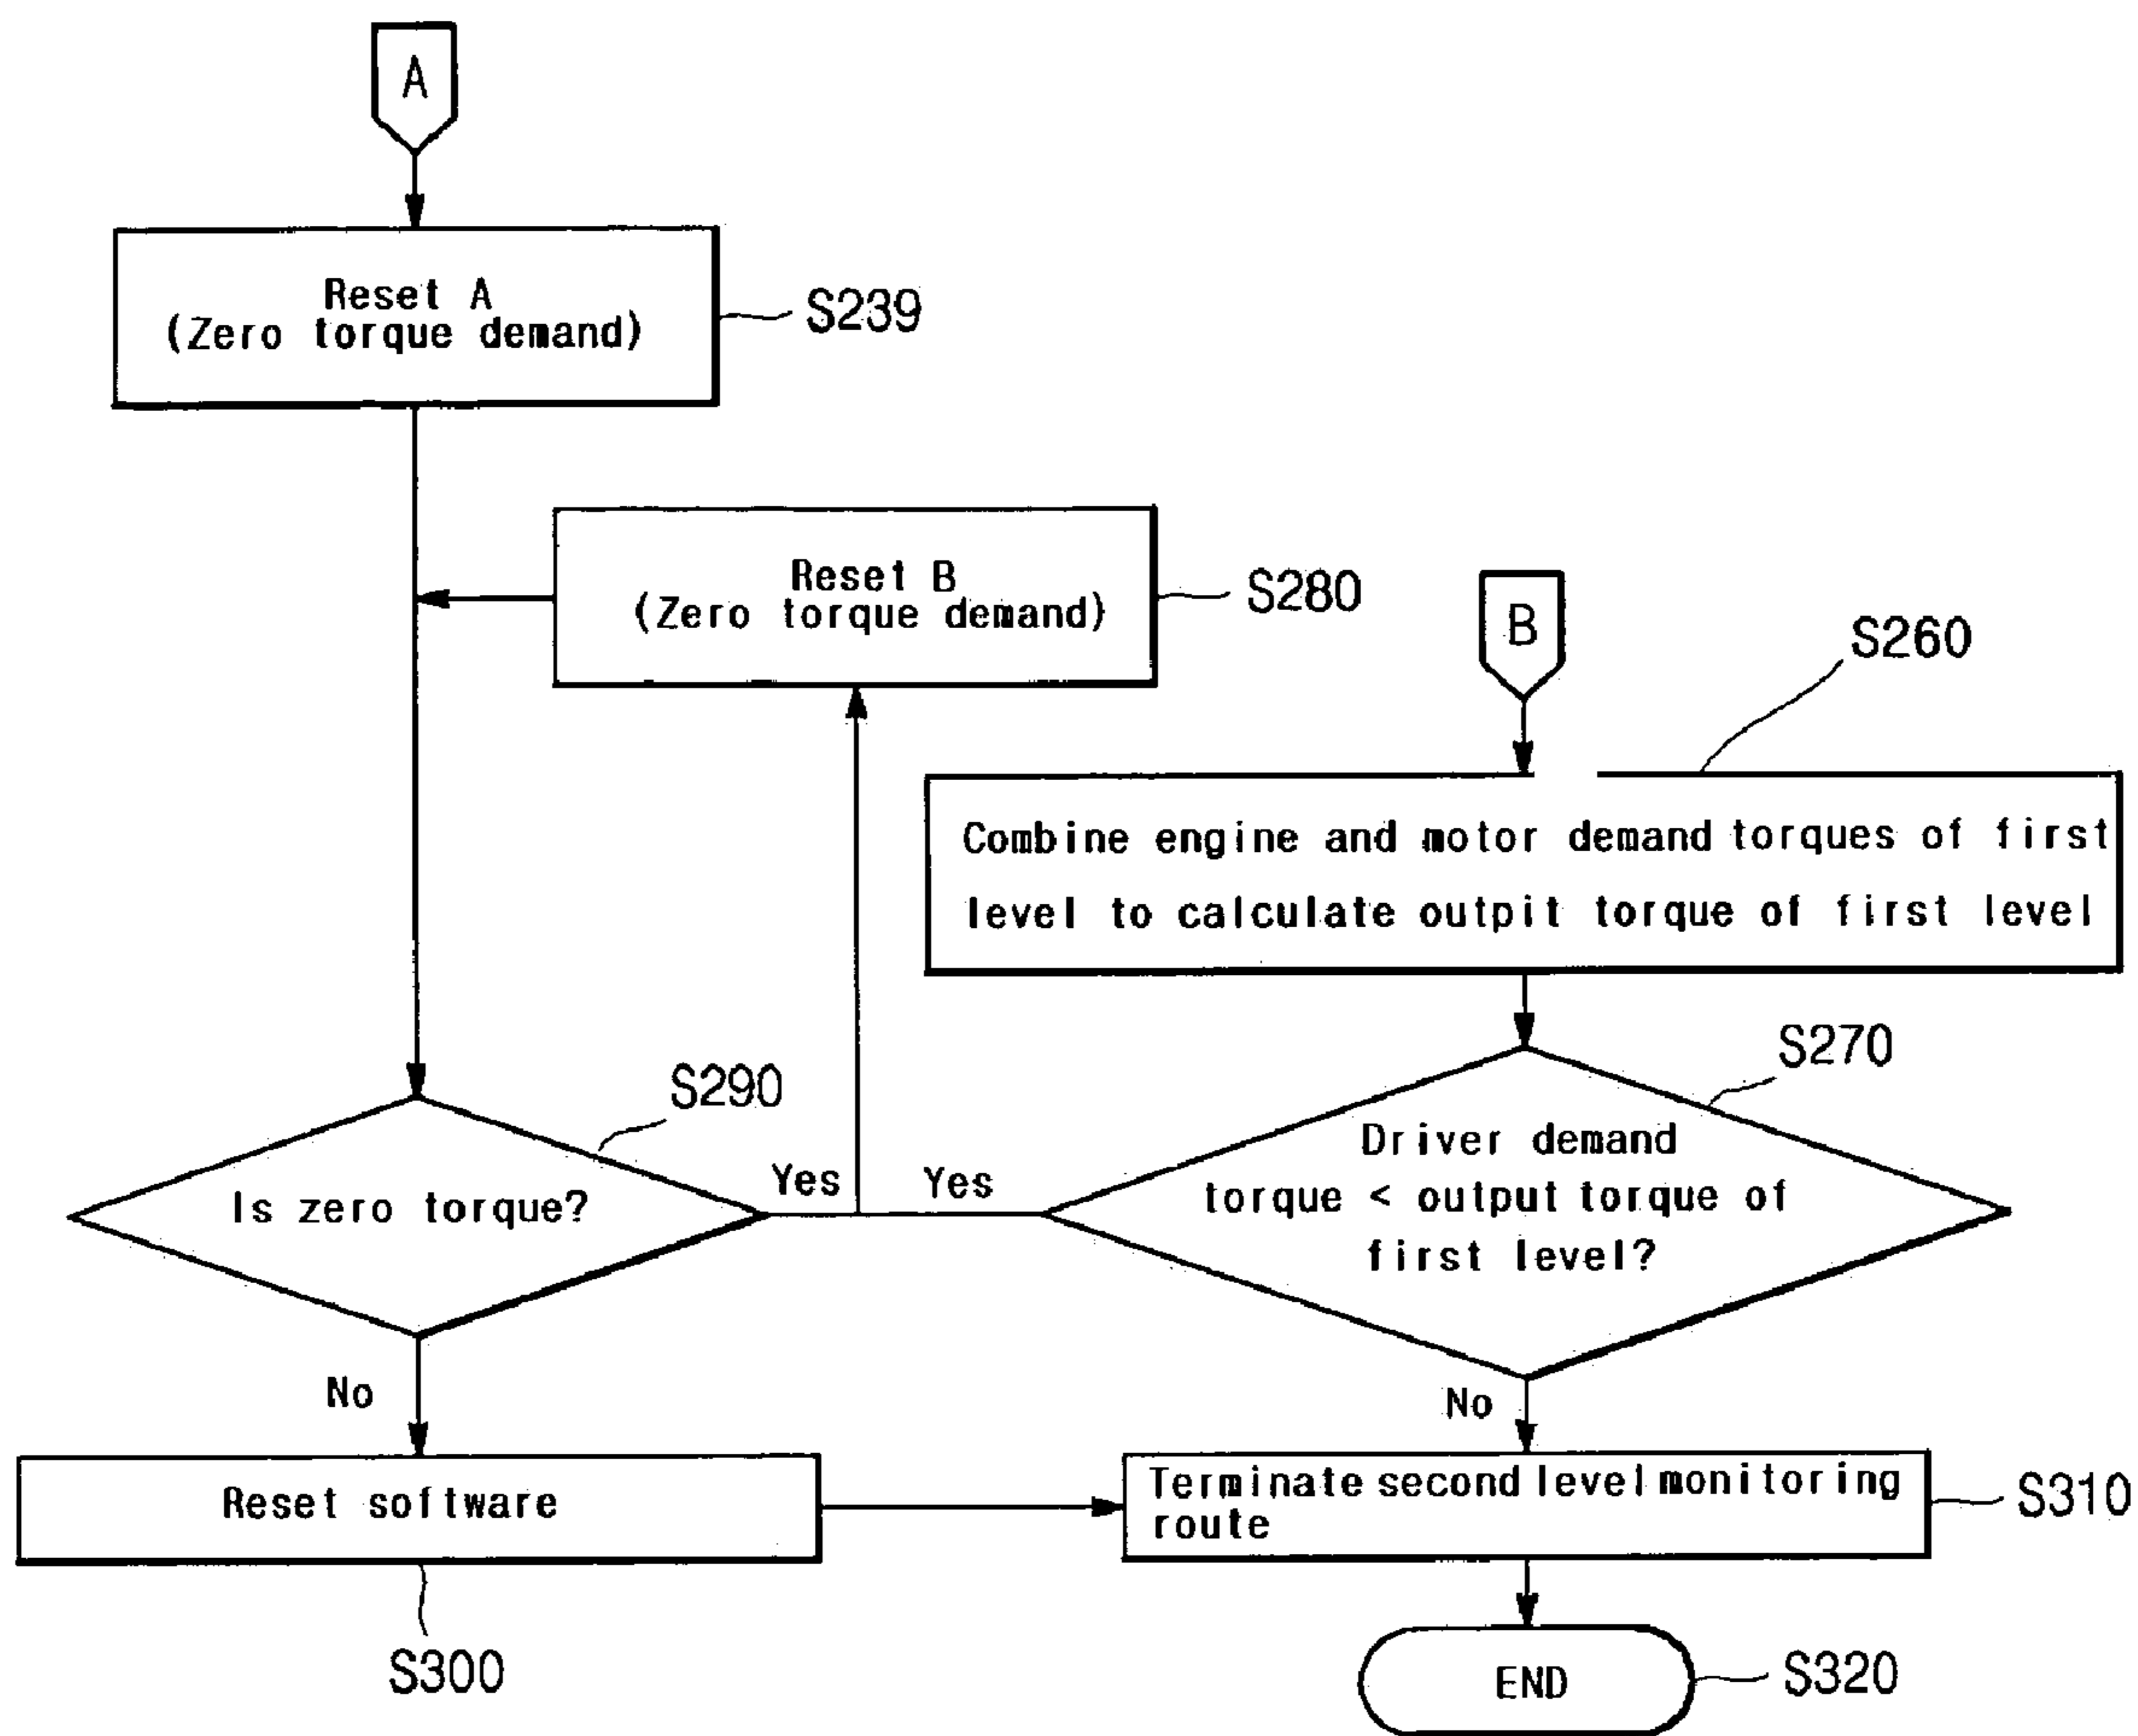 A
Reset A
(Zero torque demand)
S239
Reset B
(Zero torque demand)
S280
B
S260
Combine engine and motor demand torques of first
level to calculate outpit torque of first level
S270
Driver demand
torque < output torque of
first level?
S290
Is zero torque?
Yes
Yes
No
No
Reset software
S300
Terminate second level monitoring
route
S310
END
S320